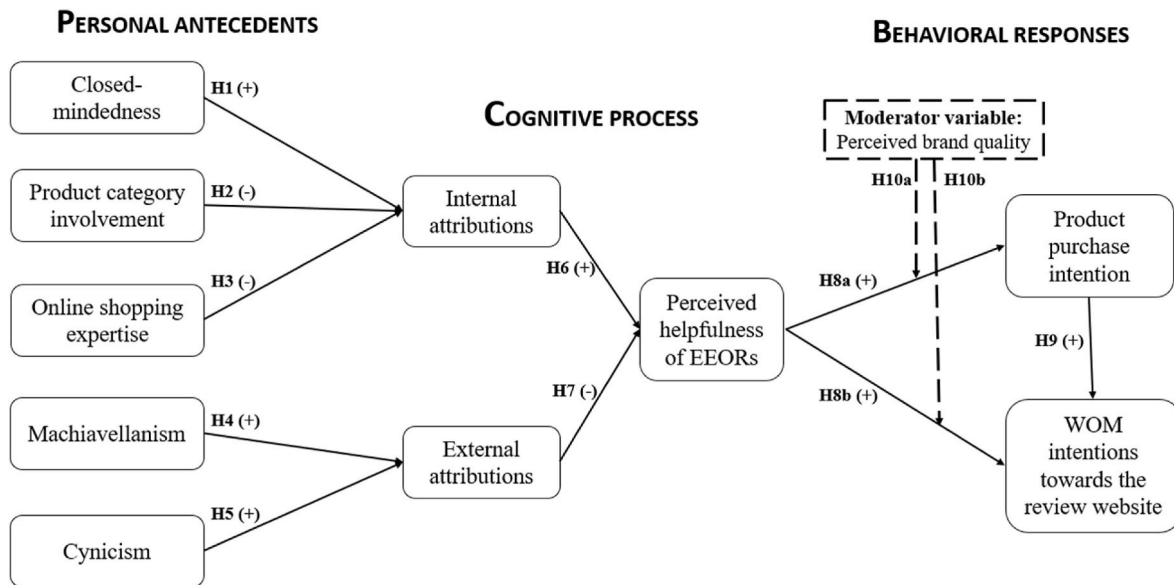 PERSONAL ANTECEDENTS
Closed-
mindedness
H1 (+)
Product category
involvement
H2 (-)
Online shopping
expertise
H3 (-)
Machiavellanism
H4 (+)
Cynicism
H5 (+)
COGNITIVE PROCESS
Internal
attributions
H6 (+)
External
attributions
H7 (-)
Perceived
helpfulness
of EEORs
BEHAVIORAL RESPONSES
Moderator variable:
Perceived brand quality
H10a
H10b
H8a (+)
H8b (+)
Product
purchase
intention
H9 (+)
WOM
intentions
towards the
review website